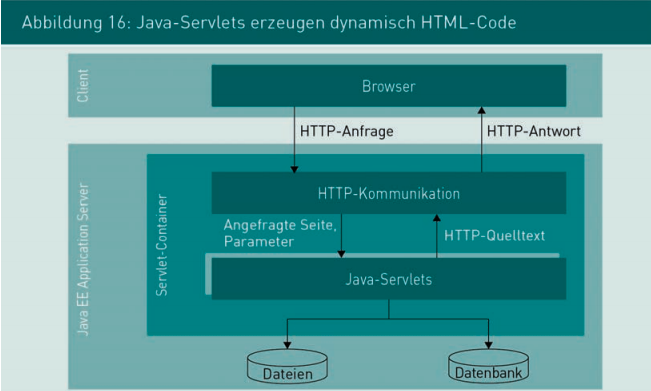 Abbildung 16: Java-Servlets erzeugen dynamisch HTML-Code
Client
Browser
HTTP-Anfrage
HTTP-Antwort
Java EE Application Server
Servlet-Container
HTTP-Kommunikation
Angefragte Seite,
Parameter
HTTP-Quelltext
Java-Servlets
Dateien
Datenbank